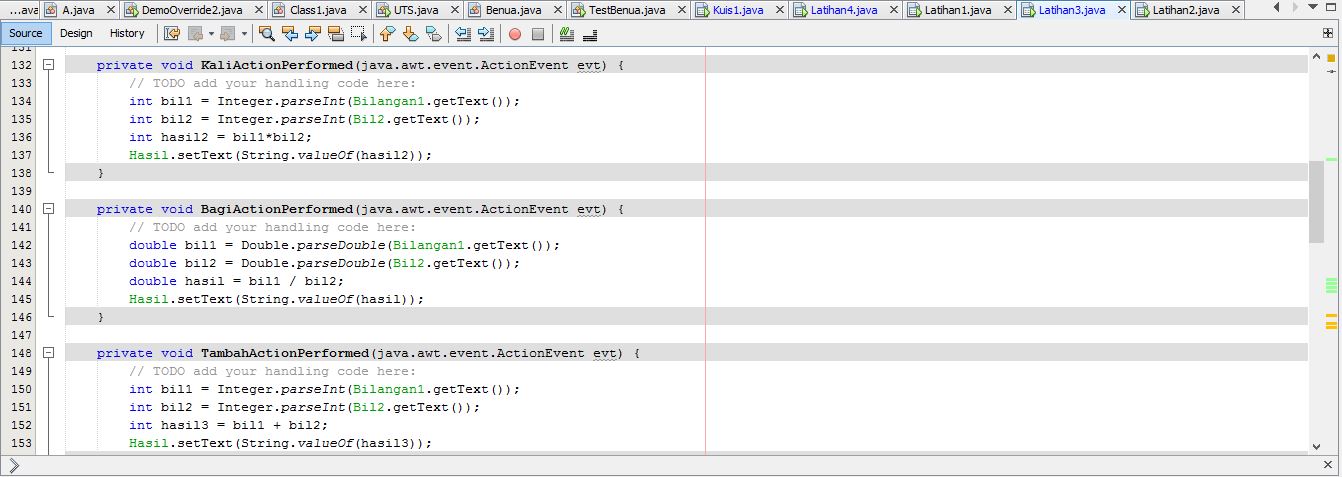 ...ava A.java DemoOverride2.java Class1.java UTS.java Benua.java TestBenua.java Kuis1.java Latihan4.java Latihan1.java Latihan3.java Latihan2.java
Source Design History
131
132 private void KaliActionPerformed(java.awt.event.ActionEvent evt) {
133 // TODO add your handling code here:
134 int bil1 = Integer.parseInt(Bilangan1.getText());
135 int bil2 = Integer.parseInt(Bil2.getText());
136 int hasil2 = bil1*bil2;
137 Hasil.setText(String.valueOf(hasil2));
138 }
139
140 private void BagiActionPerformed(java.awt.event.ActionEvent evt) {
141 // TODO add your handling code here:
142 double bil1 = Double.parseDouble(Bilangan1.getText());
143 double bil2 = Double.parseDouble(Bil2.getText());
144 double hasil = bil1 / bil2;
145 Hasil.setText(String.valueOf(hasil));
146 }
147
148 private void TambahActionPerformed(java.awt.event.ActionEvent evt) {
149 // TODO add your handling code here:
150 int bil1 = Integer.parseInt(Bilangan1.getText());
151 int bil2 = Integer.parseInt(Bil2.getText());
152 int hasil3 = bil1 + bil2;
153 Hasil.setText(String.valueOf(hasil3));